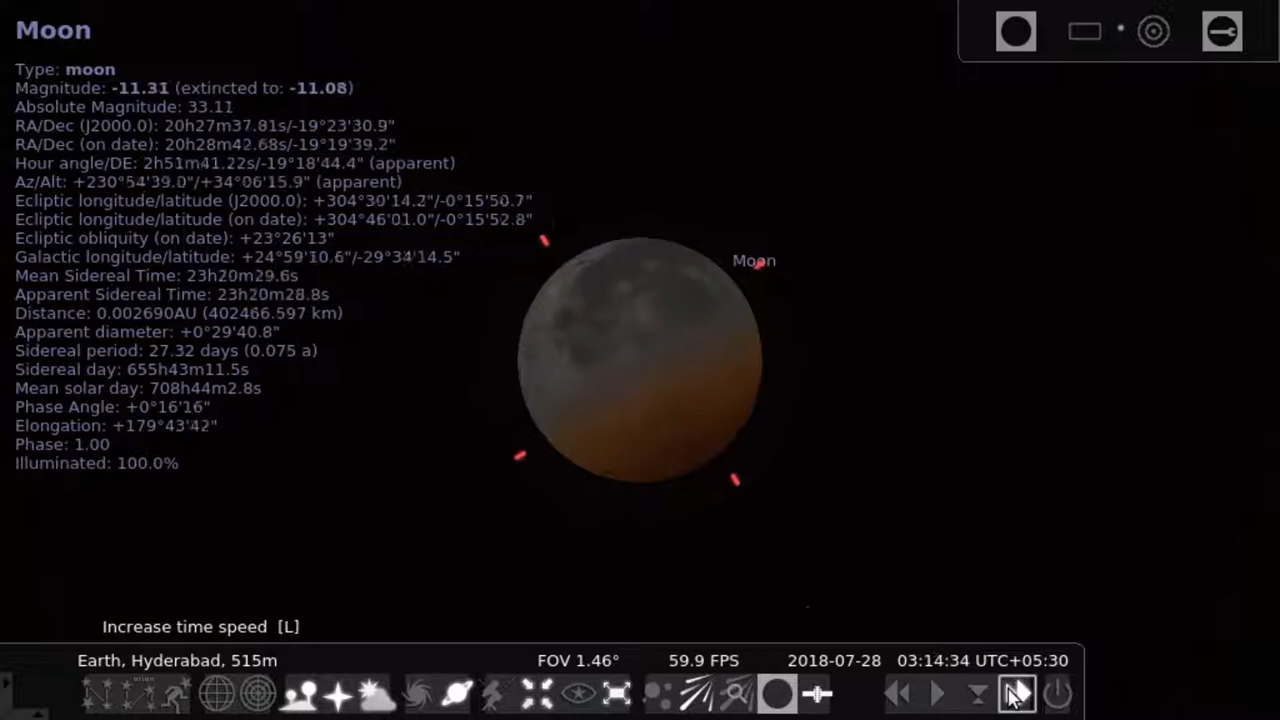 Moon
Type: moon
Magnitude: -11.31 (extincted to: -11.08)
Absolute Magnitude: 33.11
RA/Dec (J2000.0): 20h27m37.81s/-19°23'30.9"
RA/Dec (on date): 20h28m42.68s/-19°19'39.2"
Hour angle/DE: 2h51m41.22s/-19°18'44.4" (apparent)
Az/Alt: +230°54'39.0"/+34°06'15.9" (apparent)
Ecliptic longitude/latitude (J2000.0): +304°30'14.2"/-0°15'50.7"
Ecliptic longitude/latitude (on date): +304°46'01.0"/-0°15'52.8"
Ecliptic obliquity (on date): +23°26'13"
Galactic longitude/latitude: +24°59'10.6"/-29°34'14.5"
Mean Sidereal Time: 23h20m29.6s
Apparent Sidereal Time: 23h20m28.8s
Distance: 0.002690AU (402466.597 km)
Apparent diameter: +0°29'40.8"
Sidereal period: 27.32 days (0.075 a)
Sidereal day: 655h43m11.5s
Mean solar day: 708h44m2.8s
Phase Angle: +0°16'16"
Elongation: +179°43'42"
Phase: 1.00
Illuminated: 100.0%
Moon
Increase time speed [L]
Earth, Hyderabad, 515m FOV 1.46° 59.9 FPS 2018-07-28 03:14:34 UTC+05:30